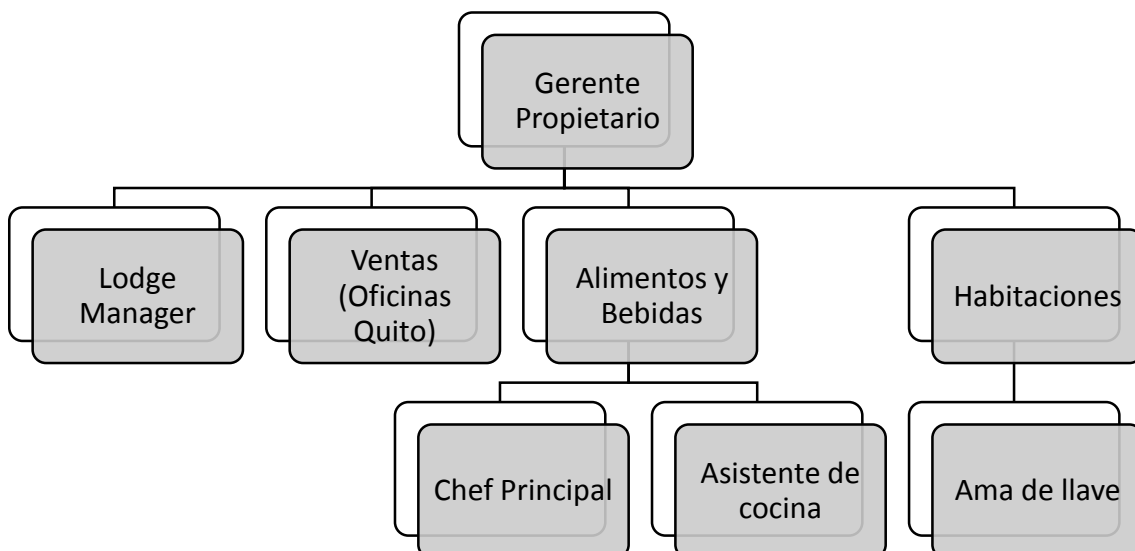 Gerente
Propietario
Lodge
Manager
Ventas
(Oficinas
Quito)
Alimentos y
Bebidas
Habitaciones
Chef Principal
Asistente de
cocina
Ama de llave